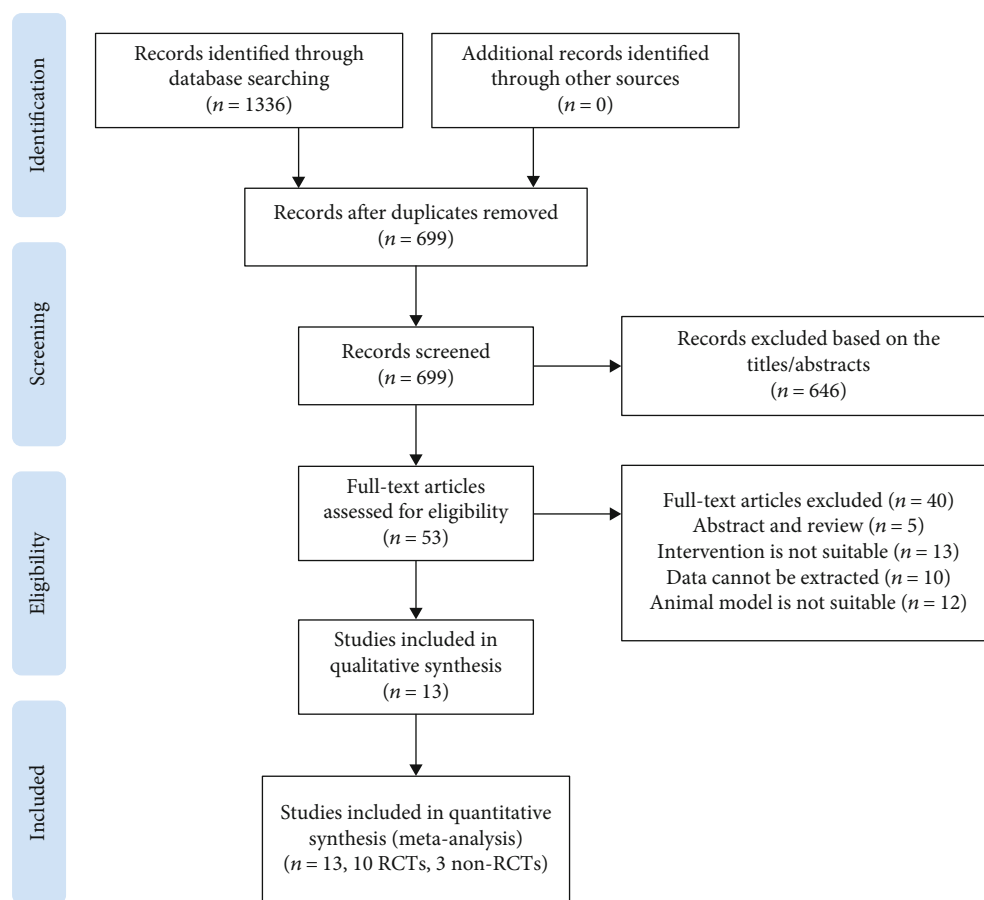 Identification
Records identified through
database searching
(n = 1336)
Additional records identified
through other sources
(n = 0)
Records after duplicates removed
(n = 699)
Screening
Records screened
(n = 699)
Records excluded based on the
titles/abstracts
(n = 646)
Eligibility
Full-text articles
assessed for eligibility
(n = 53)
Full-text articles excluded (n = 40)
Abstract and review (n = 5)
Intervention is not suitable (n = 13)
Data cannot be extracted (n = 10)
Animal model is not suitable (n = 12)
Studies included in
qualitative synthesis
(n = 13)
Included
Studies included in quantitative
synthesis (meta-analysis)
(n = 13, 10 RCTs, 3 non-RCTs)